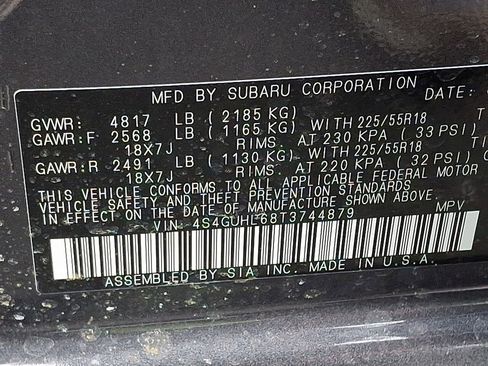 MFD BY SUBARU CORPORATION DATE:
GVWR: 4817 LB ( 2185 KG)
GAWR:F 2568 LB ( 1165 KG) WITH 225/55R18
18X7J RIMS. AT 230 KPA ( 33 PSI)
GAWR:R 2491 LB ( 1130 KG) WITH 225/55R18
18X7J RIMS. AT 220 KPA ( 32 PSI)
THIS VEHICLE CONFORMS TO ALL APPLICABLE FEDERAL MOTOR
VEHICLE SAFETY AND THEFT PREVENTION STANDARDS
IN EFFECT ON THE DATE OF MANUFACTURE SHOWN ABOVE.
VIN 4S4GUHL68T3744879 MPV
ASSEMBLED BY SIA INC. MADE IN U.S.A.